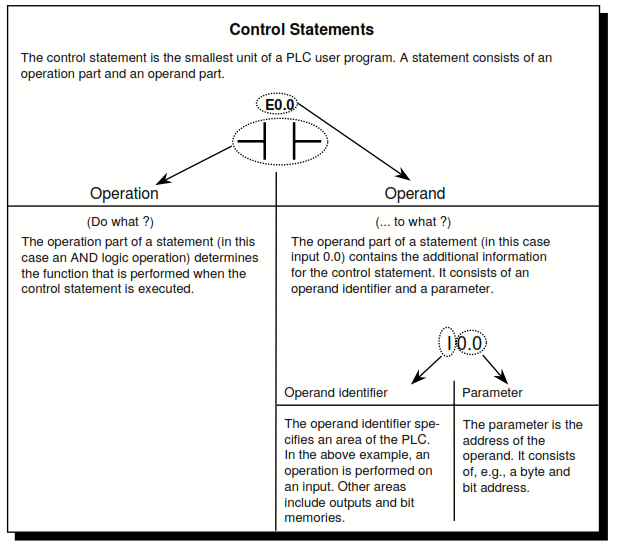 Control Statements
The control statement is the smallest unit of a PLC user program. A statement consists of an
operation part and an operand part.
E0.0
Operation
Operand
(Do what ?)
The operation part of a statement (in this
case an AND logic operation) determines
the function that is performed when the
control statement is executed.
(... to what ?)
The operand part of a statement (in this case
input 0.0) contains the additional information
for the control statement. It consists of an
operand identifier and a parameter.
I 0.0
Operand identifier
The operand identifier spe-
cifies an area of the PLC.
In the above example, an
operation is performed on
an input. Other areas
include outputs and bit
memories.
Parameter
The parameter is the
address of the
operand. It consists
of, e.g., a byte and
bit address.